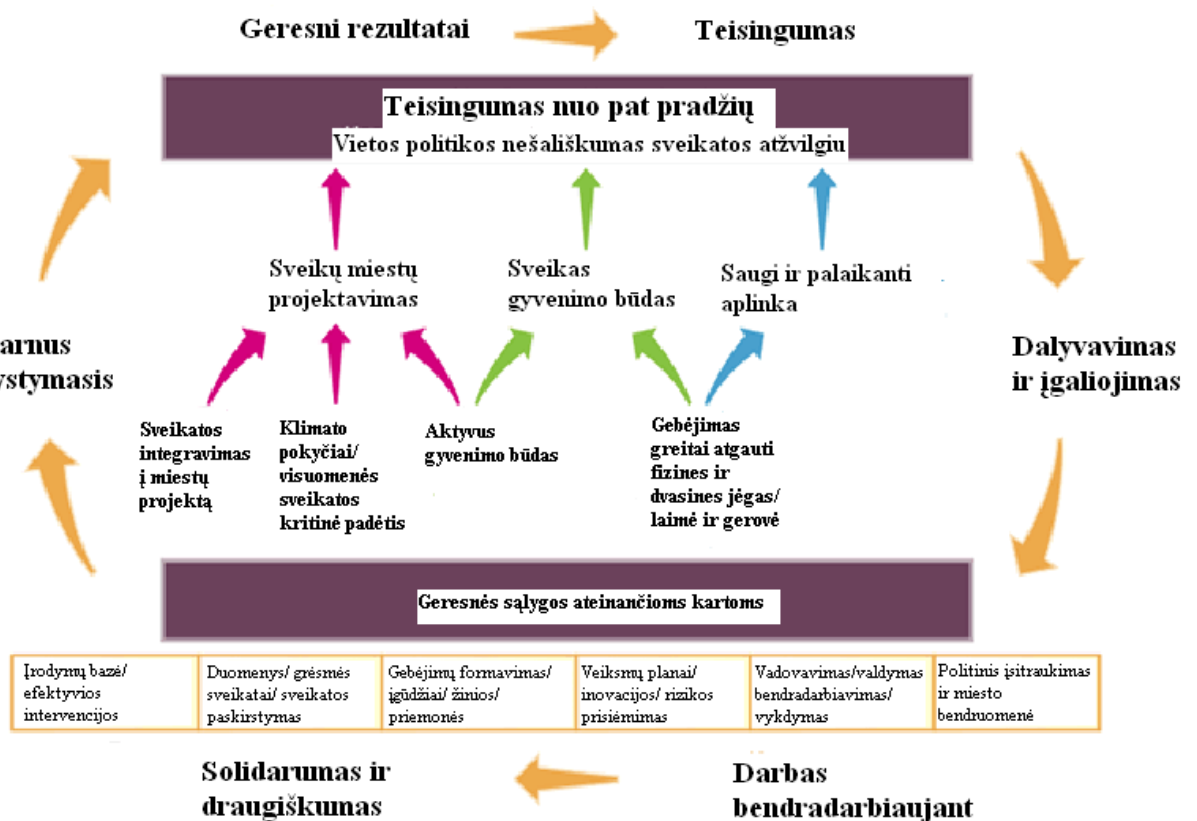 Geresni rezultatai
Teisingumas
Teisingumas nuo pat pradžių
Vietos politikos nešališkumas sveikatos atžvilgiu
Sveikų miestų
projektavimas
Sveikas
gyvenimo būdas
Saugi ir palaikanti
aplinka
arnus
ystymasis
Dalyvavimas
ir įgaliojimas
Sveikatos
integravimas
į miestų
projektą
Klimato
pokyčiai/
visuomenės
sveikatos
kritinė padėtis
Aktyvus
gyvenimo būdas
Gebėjimas
greitai atgauti
fizines ir
dvasines jėgas/
laimė ir gerovė
Geresnės sąlygos ateinančioms kartoms
Įrodymų bazė/
efektyvios
intervencijos
Duomenys/ grėsmės
sveikatai/ sveikatos
paskirstymas
Gebėjimų formavimas/
įgūdžiai/ žinios/
priemonės
Veiksmų planai/
inovacijos/ rizikos
prisiėmimas
Vadovavimas/valdymas
bendradarbiavimas/
vykdymas
Politinis įsitraukimas
ir miesto
bendruomenė
Solidarumas ir
draugiškumas
Darbas
bendradarbiaujant